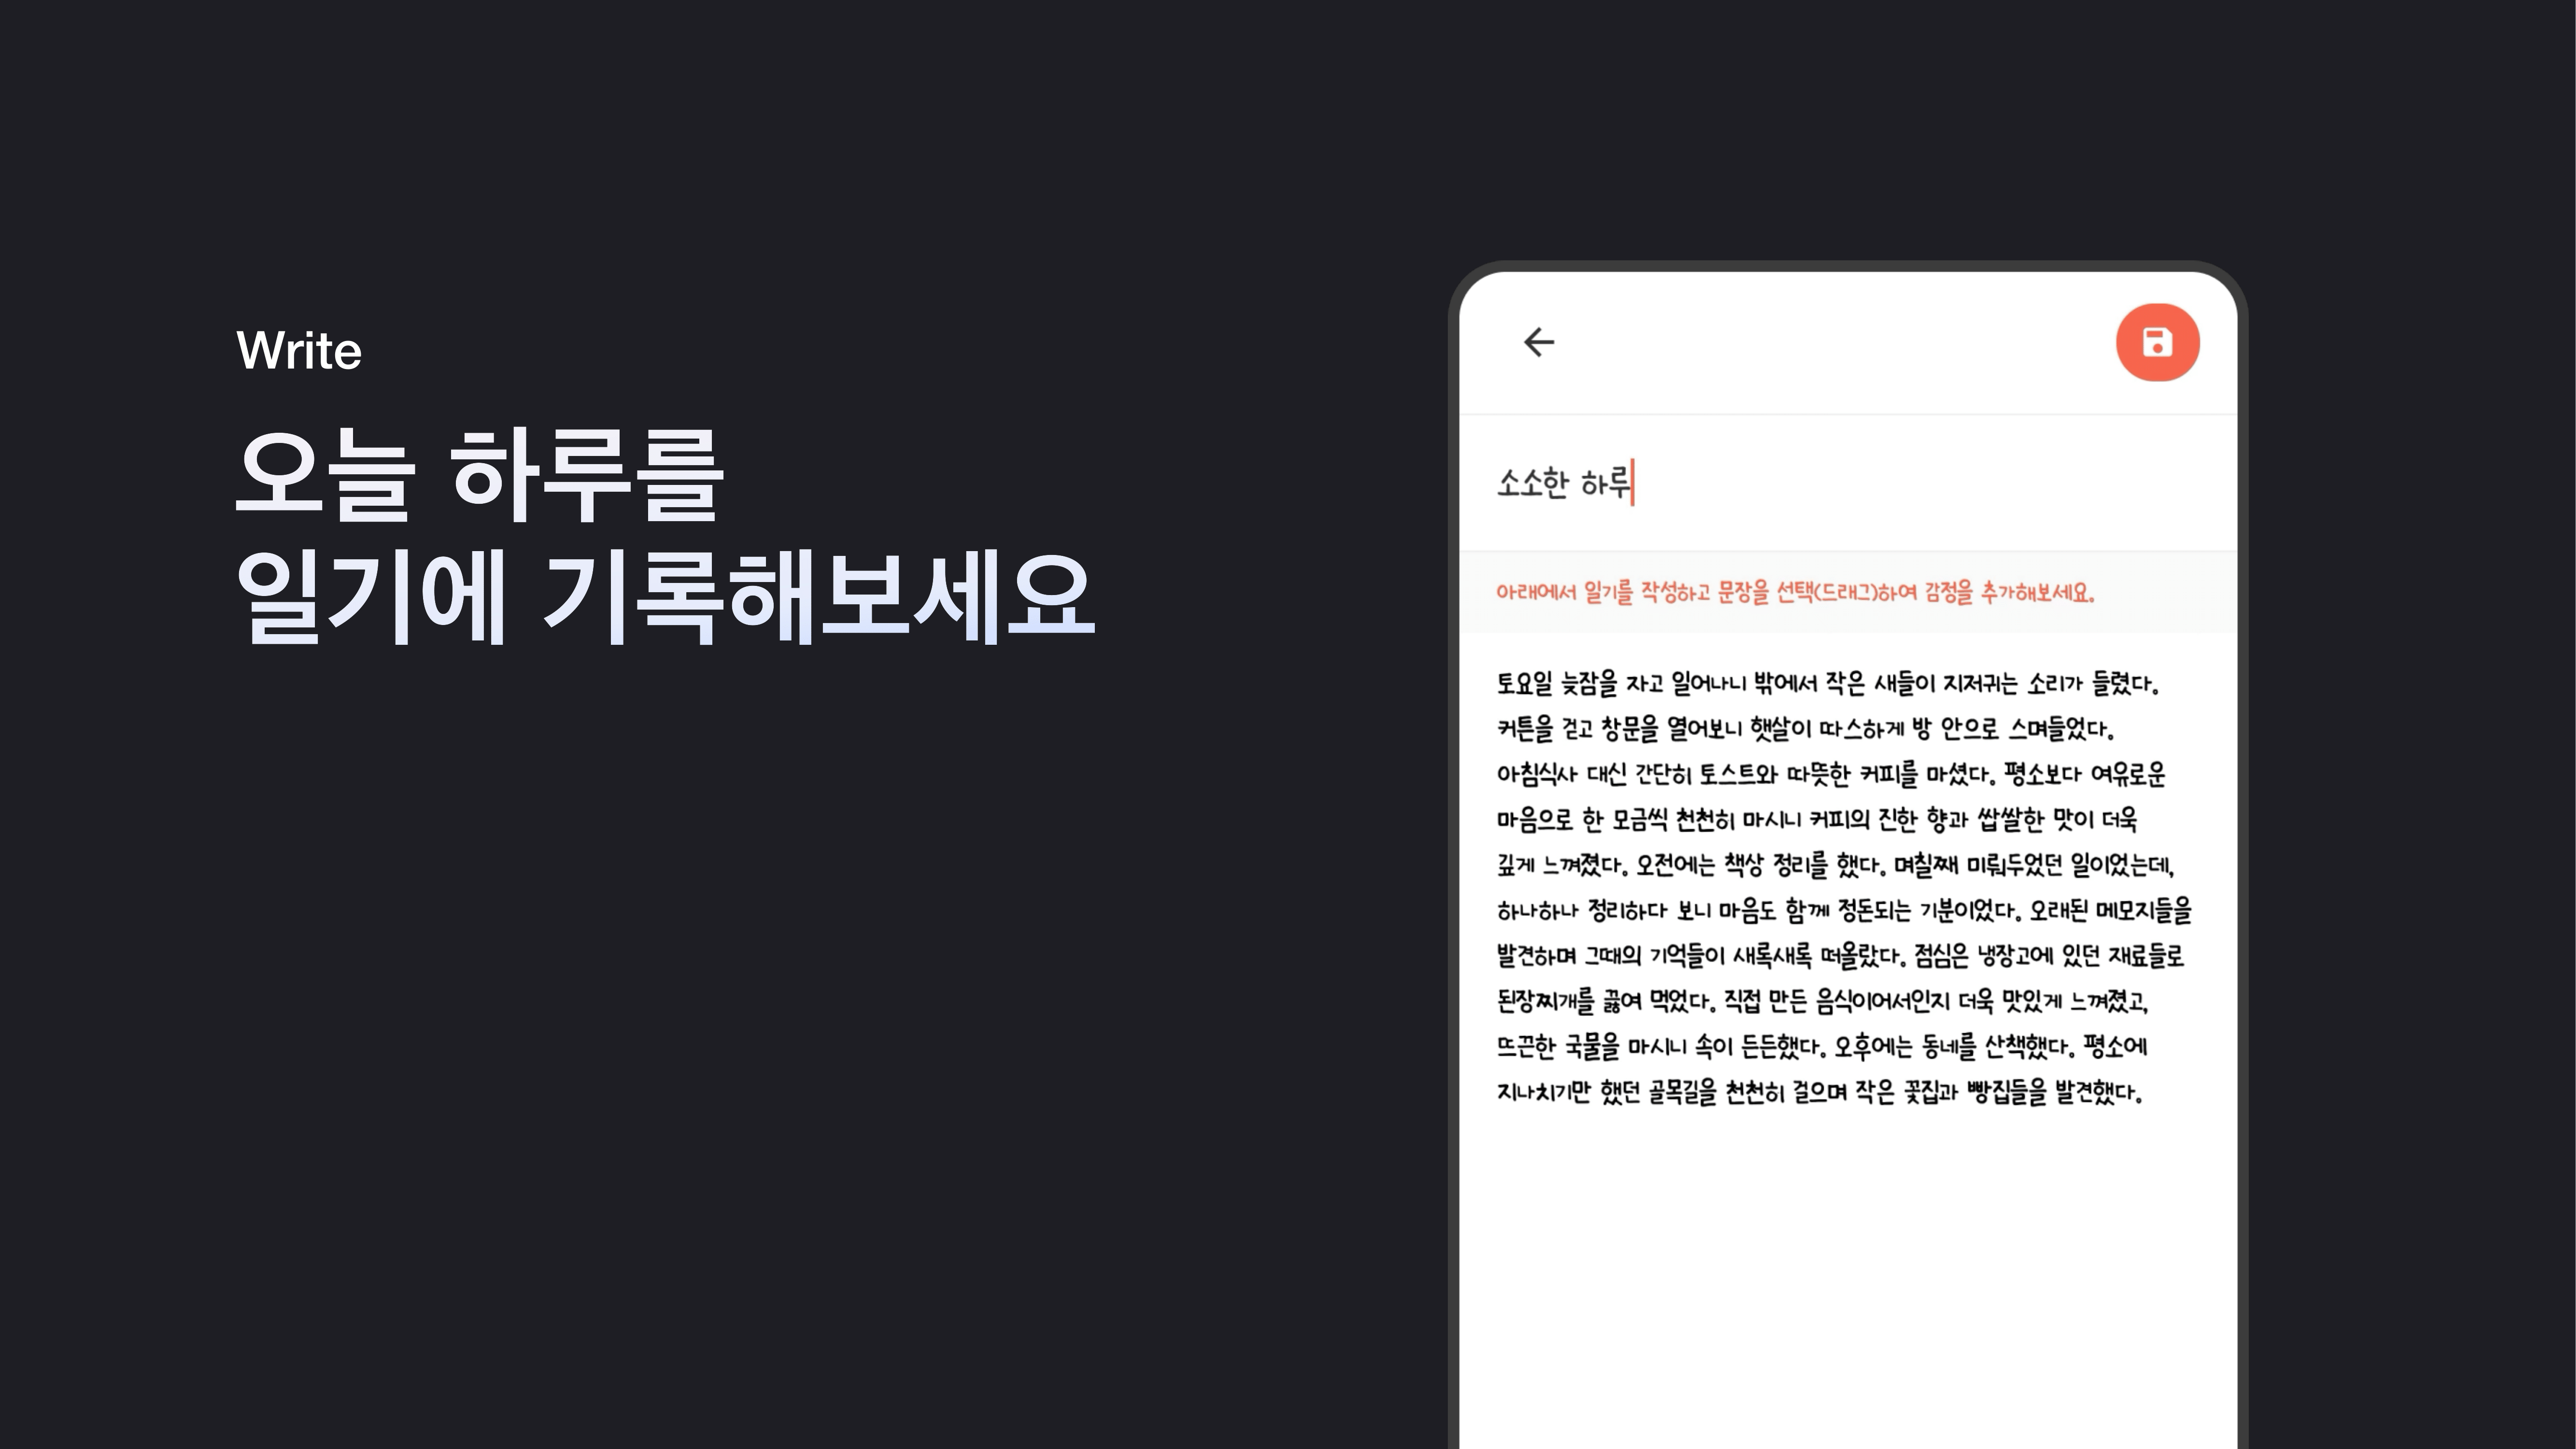 Write
오늘 하루를
일기에 기록해보세요
소소한 하루
아래에서 일기를 작성하고 문장을 선택(드래그)하여 감정을 추가해보세요.
토요일 늦잠을 자고 일어나니 밖에서 작은 새들이 지저귀는 소리가 들렸다.
커튼을 걷고 창문을 열어보니 햇살이 따스하게 방 안으로 스며들었다.
아침식사 대신 간단히 토스트와 따뜻한 커피를 마셨다. 평소보다 여유로운
마음으로 한 모금씩 천천히 마시니 커피의 진한 향과 쌉쌀한 맛이 더욱
깊게 느껴졌다. 오전에는 책상 정리를 했다. 며칠째 미뤄두었던 일이었는데,
하나하나 정리하다 보니 마음도 함께 정돈되는 기분이었다. 오래된 메모지들을
발견하며 그때의 기억들이 새록새록 떠올랐다. 점심은 냉장고에 있던 재료들로
된장찌개를 끓여 먹었다. 직접 만든 음식이어서인지 더욱 맛있게 느껴졌고,
뜨끈한 국물을 마시니 속이 든든했다. 오후에는 동네를 산책했다. 평소에
지나치기만 했던 골목길을 천천히 걸으며 작은 꽃집과 빵집들을 발견했다.